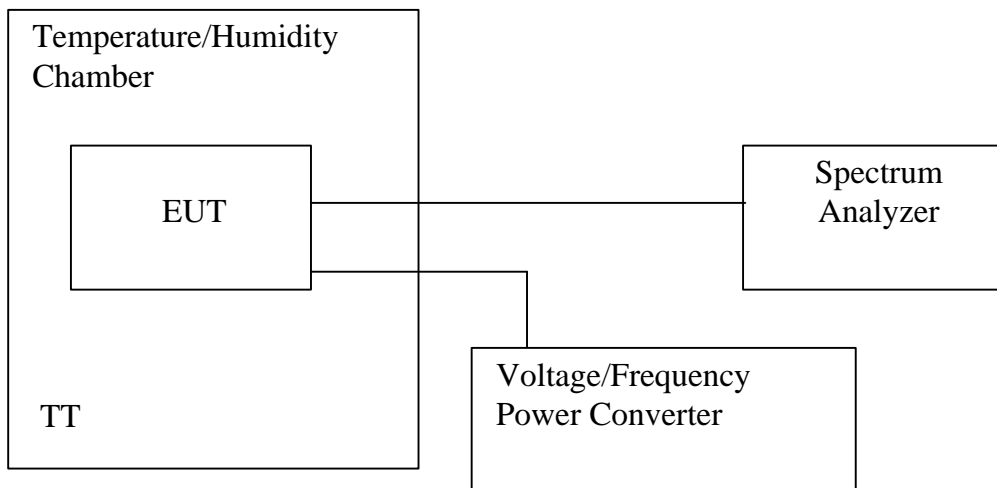 Temperature/Humidity
Chamber
EUT
Spectrum
Analyzer
Voltage/Frequency
Power Converter
TT